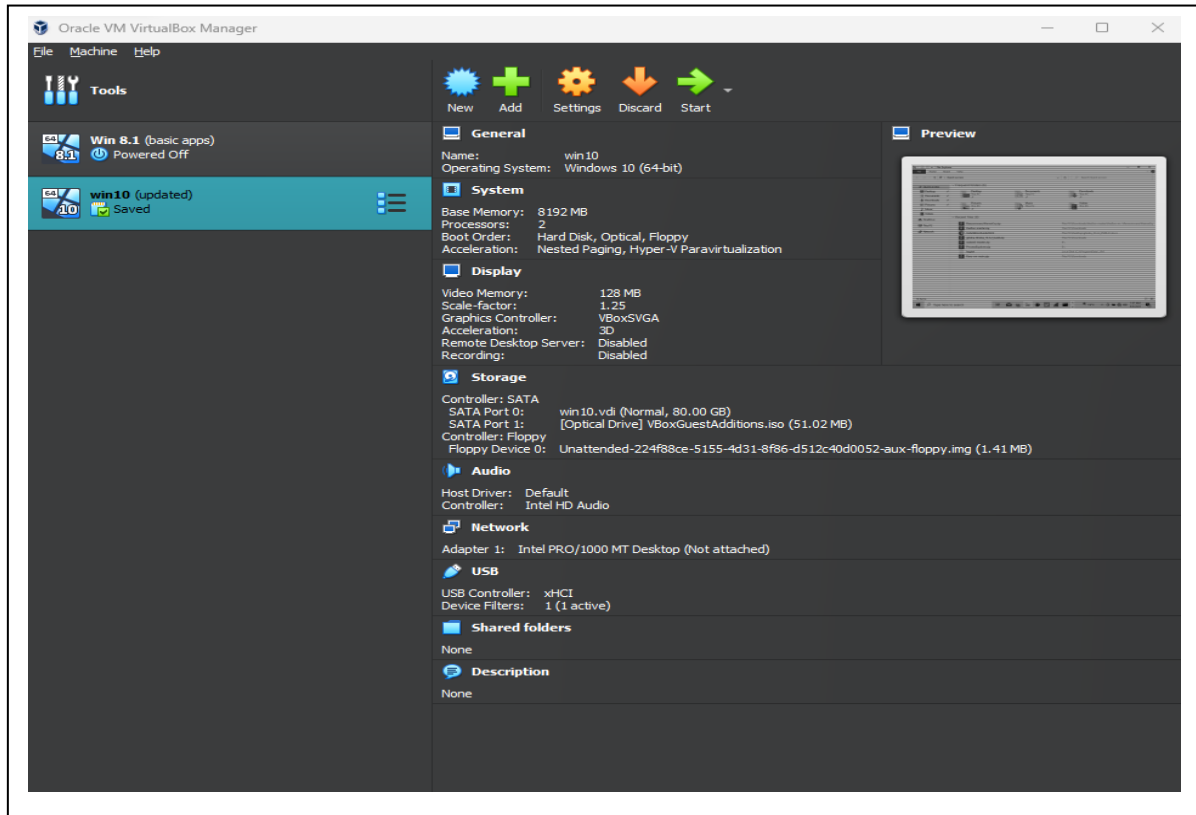 Oracle VM VirtualBox Manager
File Machine Help
Tools
New Add Settings Discard Start
64 8.1 Win 8.1 (basic apps)
Powered Off
64 10 win10 (updated)
Saved
General
Name: win10
Operating System: Windows 10 (64-bit)
System
Base Memory: 8192 MB
Processors: 2
Boot Order: Hard Disk, Optical, Floppy
Acceleration: Nested Paging, Hyper-V Paravirtualization
Display
Video Memory: 128 MB
Scale-factor: 1.25
Graphics Controller: VBoxSVGA
Acceleration: 3D
Remote Desktop Server: Disabled
Recording: Disabled
Preview
Storage
Controller: SATA
SATA Port 0: win10.vdi (Normal, 80.00 GB)
SATA Port 1: [Optical Drive] VBoxGuestAdditions.iso (51.02 MB)
Controller: Floppy
Floppy Device 0: Unattended-224f88ce-5155-4d31-8f86-d512c40d0052-aux-floppy.img (1.41 MB)
Audio
Host Driver: Default
Controller: Intel HD Audio
Network
Adapter 1: Intel PRO/1000 MT Desktop (Not attached)
USB
USB Controller: xHCI
Device Filters: 1 (1 active)
Shared folders
None
Description
None